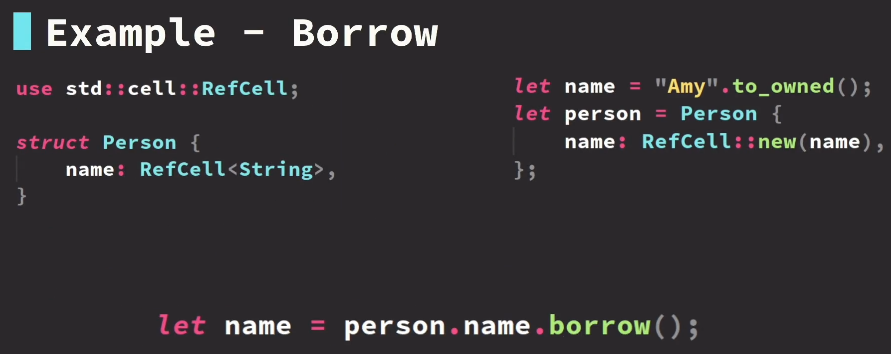 Example - Borrow
use std::cell::RefCell;
struct Person {
    name: RefCell<String>,
}
let name = "Amy".to_owned();
let person = Person {
    name: RefCell::new(name),
};
let name = person.name.borrow();